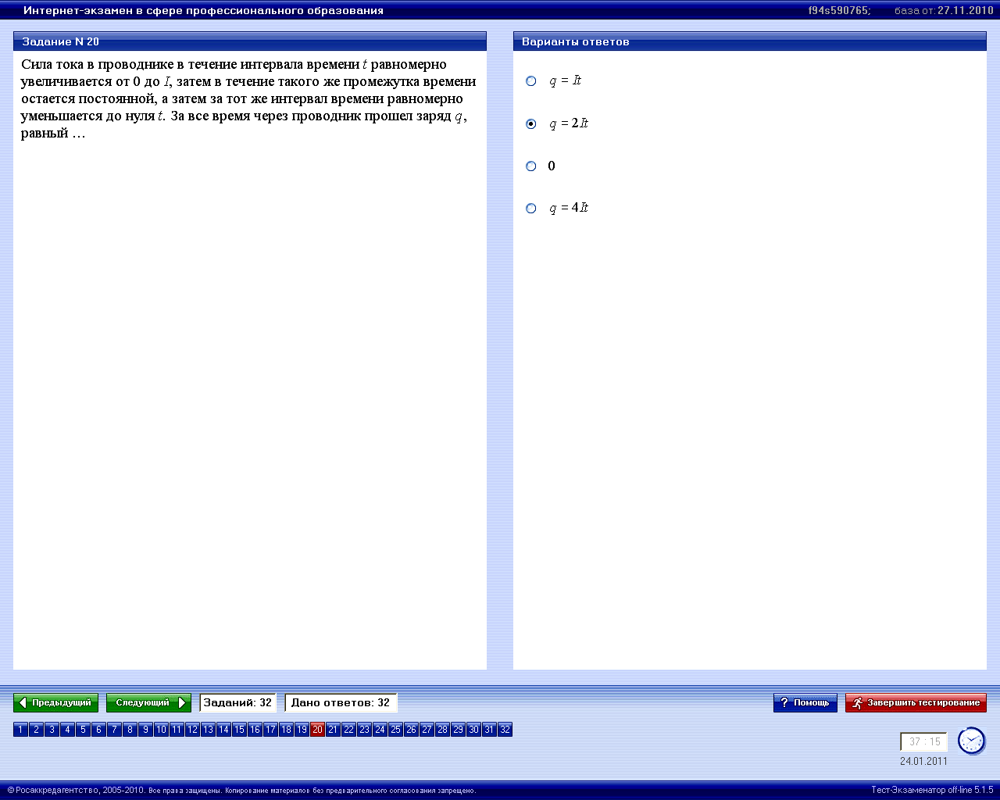 Интернет-экзамен в сфере профессионального образования
f94s590765; база от: 27.11.2010
Задание N 20
Сила тока в проводнике в течение интервала времени t равномерно
увеличивается от 0 до I, затем в течение такого же промежутка времени
остается постоянной, а затем за тот же интервал времени равномерно
уменьшается до нуля t. За все время через проводник прошел заряд q,
равный …
Варианты ответов
q = It
q = 2It
0
q = 4It
Предыдущий Следующий Заданий: 32 Дано ответов: 32
? Помощь Завершить тестирование
1 2 3 4 5 6 7 8 9 10 11 12 13 14 15 16 17 18 19 20 21 22 23 24 25 26 27 28 29 30 31 32
37 : 15
24.01.2011
© Росаккредагентство, 2005-2010. Все права защищены. Копирование материалов без предварительного согласования запрещено.
Тест-Экзаменатор off-line 5.1.5